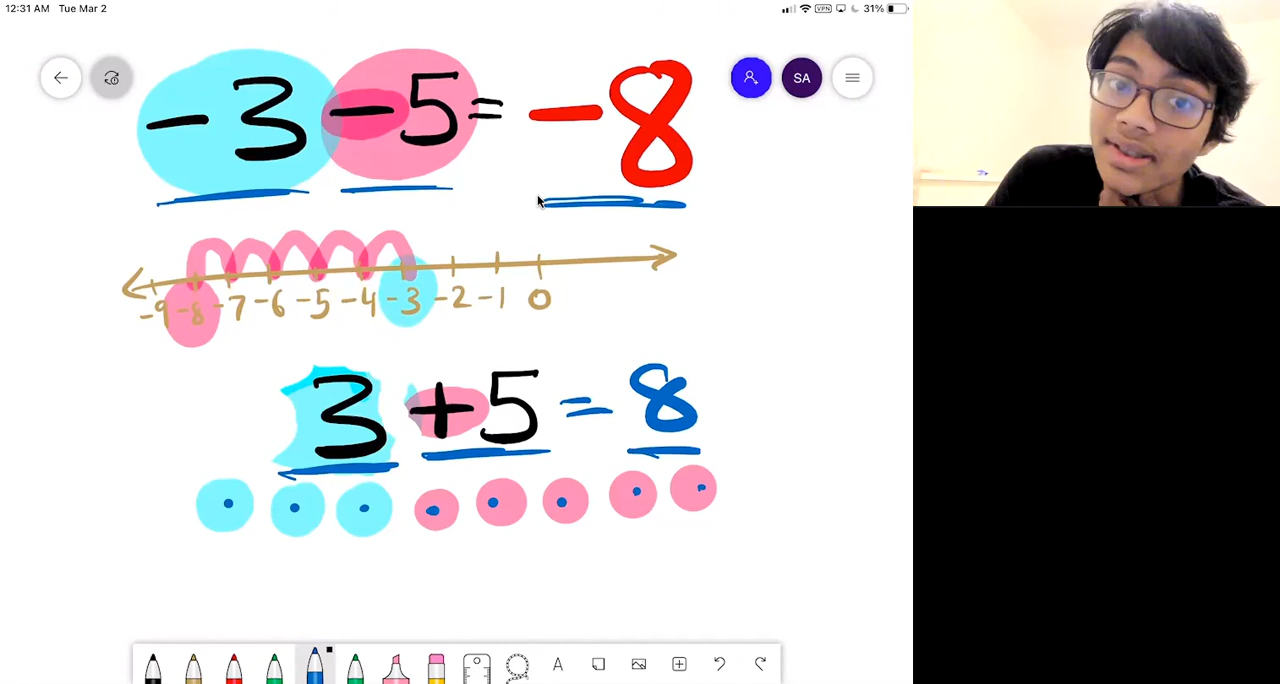 12:31 AM Tue Mar 2 VPN 31%
SA
-3 -5= -8
-9 -8 -7 -6 -5 -4 -3 -2 -1 0
3 +5 = 8
A